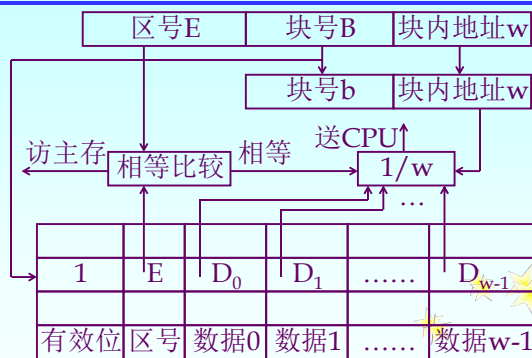 区号E 块号B 块内地址w
块号b 块内地址w
送CPU
访主存 相等比较 相等 1/w
...
1 E D0 D1 ...... Dw-1
有效位 区号 数据0 数据1 ...... 数据w-1